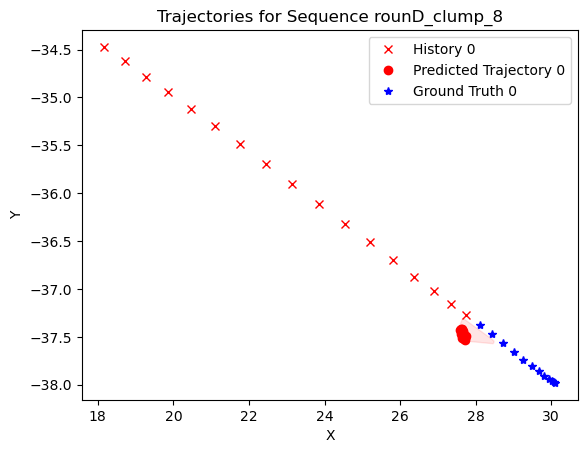 Trajectories for Sequence rounD_clump_8
History 0
Predicted Trajectory 0
Ground Truth 0
−34.5
−35.0
−35.5
−36.0
−36.5
−37.0
−37.5
−38.0
Y
18 20 22 24 26 28 30
X